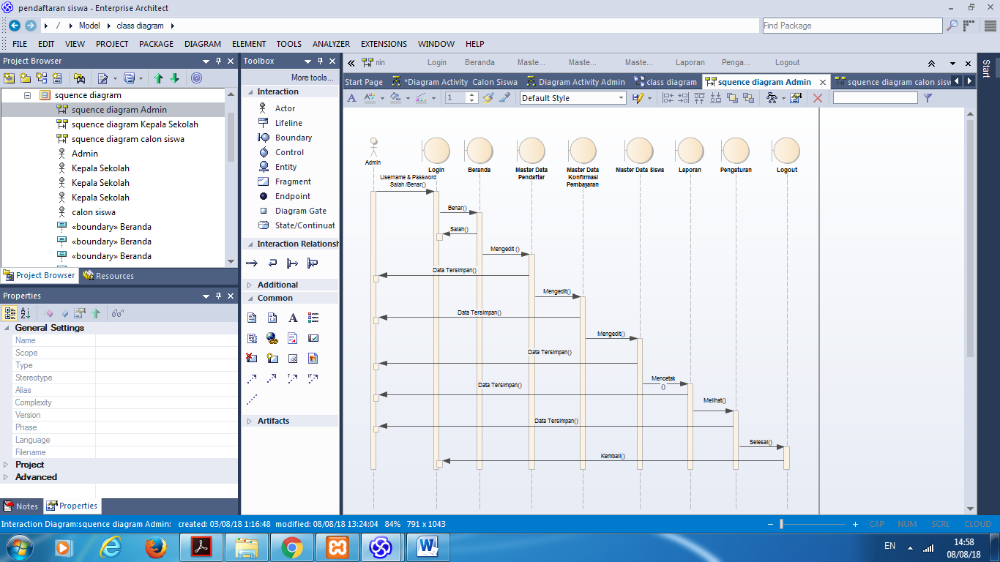 pendaftaran siswa - Enterprise Architect
/ Model class diagram
Find Package
FILE EDIT VIEW PROJECT PACKAGE DIAGRAM ELEMENT TOOLS ANALYZER EXTENSIONS WINDOW HELP
Project Browser
squence diagram
squence diagram Admin
squence diagram Kepala Sekolah
squence diagram calon siswa
Admin
Kepala Sekolah
Kepala Sekolah
Kepala Sekolah
calon siswa
«boundary» Beranda
«boundary» Beranda
«boundary» Beranda
Project Browser Resources
Properties
General Settings
Name
Scope
Type
Stereotype
Alias
Complexity
Version
Phase
Language
Filename
Project
Advanced
Notes Properties
Toolbox
More tools...
Interaction
Actor
Lifeline
Boundary
Control
Entity
Fragment
Endpoint
Diagram Gate
State/Continuat
Interaction Relationsh
Additional
Common
Artifacts
nin Login Beranda Maste... Maste... Maste... Laporan Penga... Logout
Start Page *Diagram Activity Calon Siswa Diagram Activity Admin class diagram squence diagram Admin squence diagram calon sisw
1 Default Style
Admin
Login
Beranda
Master Data
Pendaftar
Master Data
Konfirmasi
Pembayaran
Master Data Siswa
Laporan
Pengaturan
Logout
Username & Password
Salah /Benar()
Benar()
Salah()
Mengedit ()
Data Tersimpan()
Mengedit()
Data Tersimpan()
Mengedit()
Data Tersimpan()
Mencetak
()
Data Tersimpan()
Melihat()
Data Tersimpan()
Selesai()
Kembali()
Start
Interaction Diagram:squence diagram Admin: created: 03/08/18 1:16:48 modified: 08/08/18 13:24:04 84% 791 x 1043
CAP NUM SCRL CLOUD
EN
14:58
08/08/18